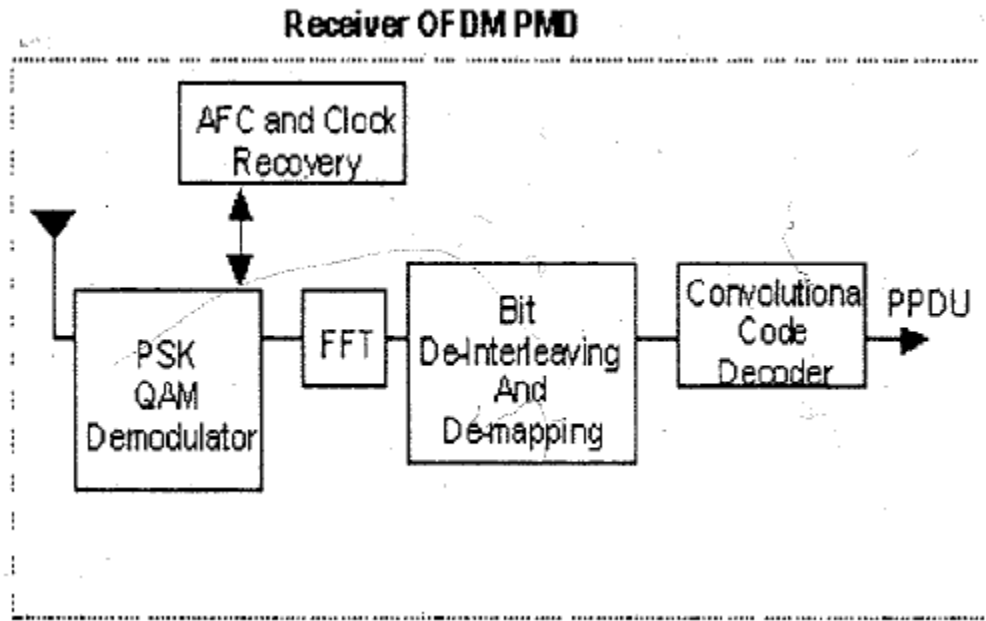 Receiver OFDM PMD
AFC and Clock
Recovery
PSK
QAM
Demodulator
FFT
Bit
De-Interleaving
And
De-mapping
Convolutiona
Code
Decoder
PPDU